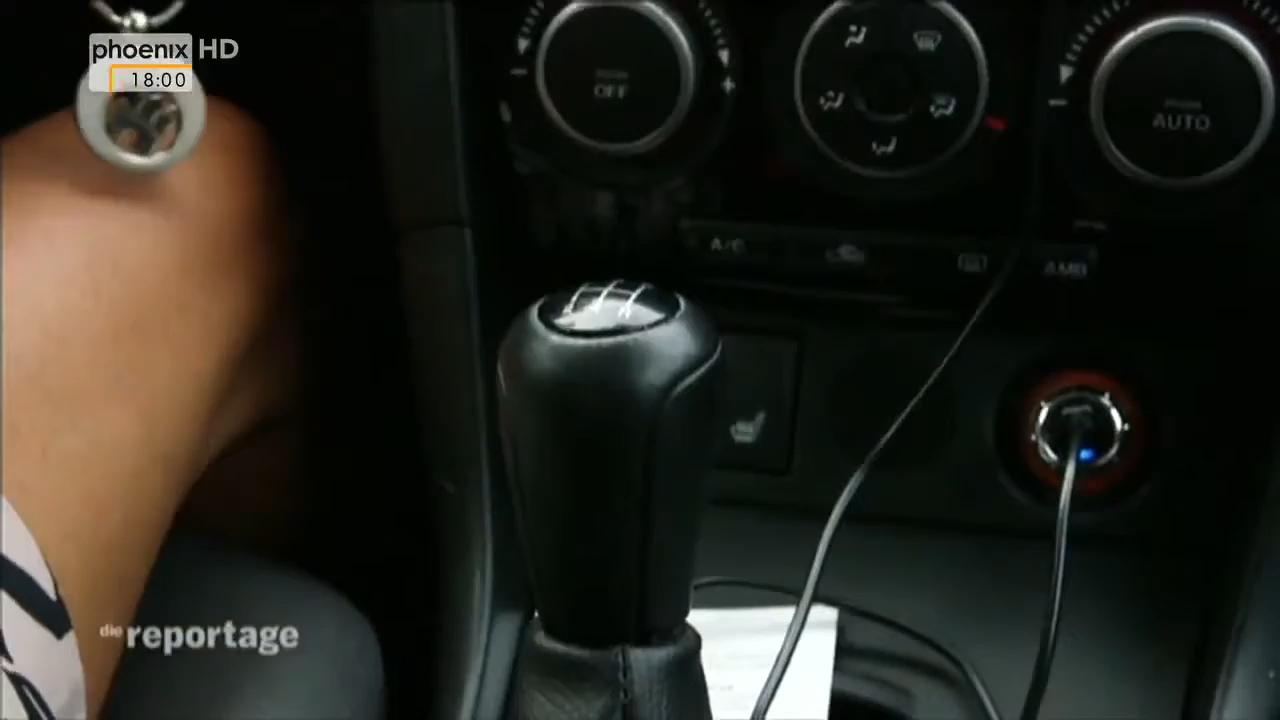 phoenix HD
18:00
OFF
AUTO
A/C
AMB
die reportage